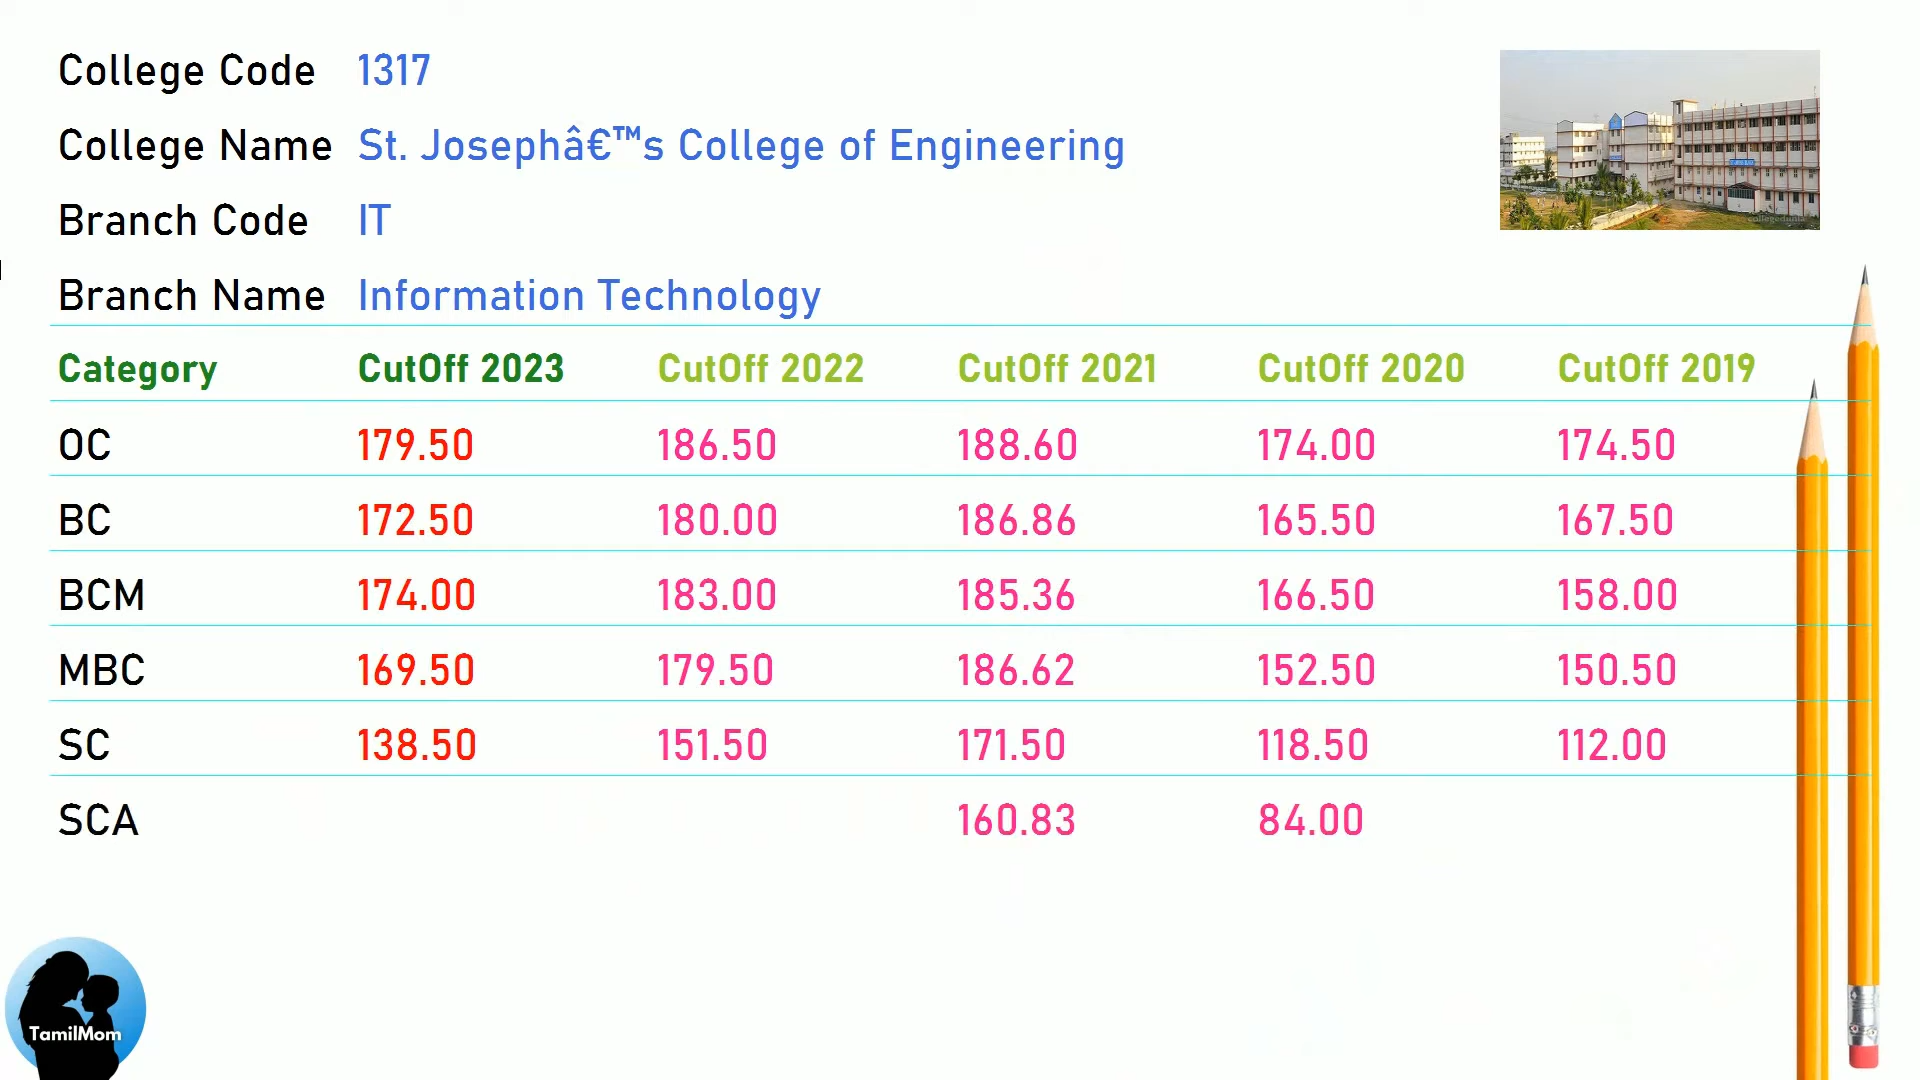 College Code 1317
College Name St. Josephâ€™s College of Engineering
Branch Code IT
Branch Name Information Technology
Category CutOff 2023 CutOff 2022 CutOff 2021 CutOff 2020 CutOff 2019
OC 179.50 186.50 188.60 174.00 174.50
BC 172.50 180.00 186.86 165.50 167.50
BCM 174.00 183.00 185.36 166.50 158.00
MBC 169.50 179.50 186.62 152.50 150.50
SC 138.50 151.50 171.50 118.50 112.00
SCA 160.83 84.00
TamilMom